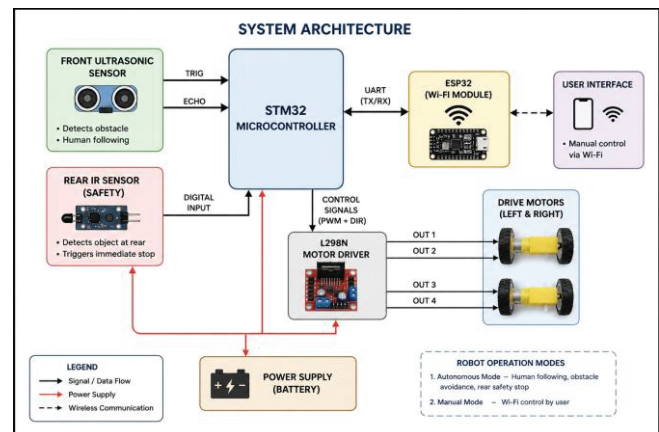 SYSTEM ARCHITECTURE
FRONT ULTRASONIC
SENSOR
• Detects obstacle
• Human following
TRIG
ECHO
STM32
MICROCONTROLLER
UART
(TX/RX)
ESP32
(Wi-FI MODULE)
USER INTERFACE
• Manual control
via Wi-Fi
REAR IR SENSOR
(SAFETY)
• Detects object at rear
• Triggers immediate stop
DIGITAL
INPUT
CONTROL
SIGNALS
(PWM + DIR)
L298N
MOTOR DRIVER
OUT 1
OUT 2
OUT 3
OUT 4
DRIVE MOTORS
(LEFT & RIGHT)
LEGEND
Signal / Data Flow
Power Supply
Wireless Communication
POWER SUPPLY
(BATTERY)
ROBOT OPERATION MODES
1. Autonomous Mode – Human following, obstacle
avoidance, rear safety stop
2. Manual Mode – Wi-Fi control by user